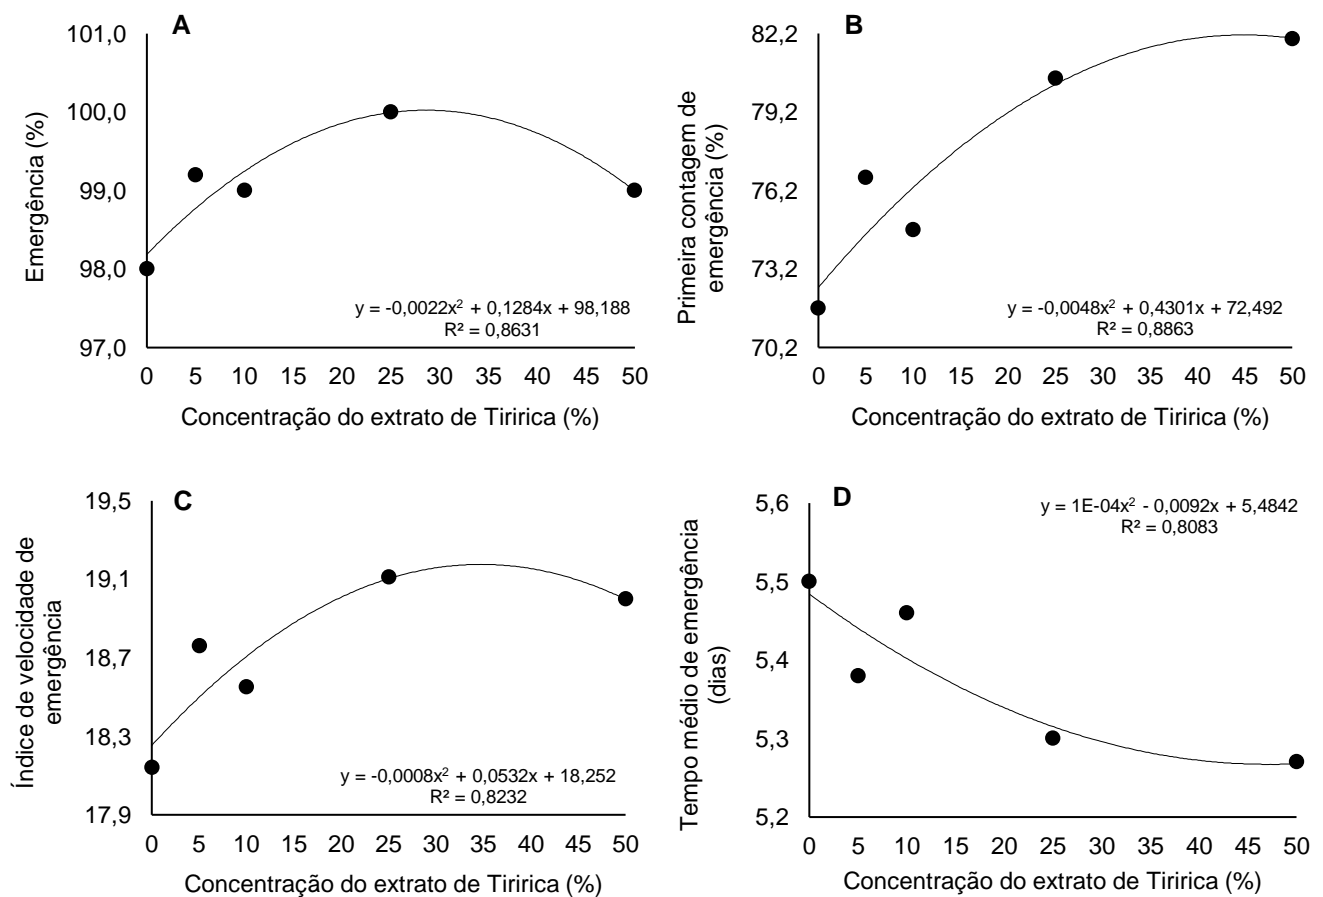 A
101,0
100,0
99,0
98,0
97,0
Emergência (%)
y = -0,0022x² + 0,1284x + 98,188
R² = 0,8631
0 5 10 15 20 25 30 35 40 45 50
Concentração do extrato de Tiririca (%)
B
82,2
79,2
76,2
73,2
70,2
Primeira contagem de
emergência (%)
y = -0,0048x² + 0,4301x + 72,492
R² = 0,8863
0 5 10 15 20 25 30 35 40 45 50
Concentração do extrato de Tiririca (%)
C
19,5
19,1
18,7
18,3
17,9
Índice de velocidade de
emergência
y = -0,0008x² + 0,0532x + 18,252
R² = 0,8232
0 5 10 15 20 25 30 35 40 45 50
Concentração do extrato de Tiririca (%)
D
5,6
5,5
5,4
5,3
5,2
Tempo médio de emergência
(dias)
y = 1E-04x² - 0,0092x + 5,4842
R² = 0,8083
0 5 10 15 20 25 30 35 40 45 50
Concentração do extrato de Tiririca (%)